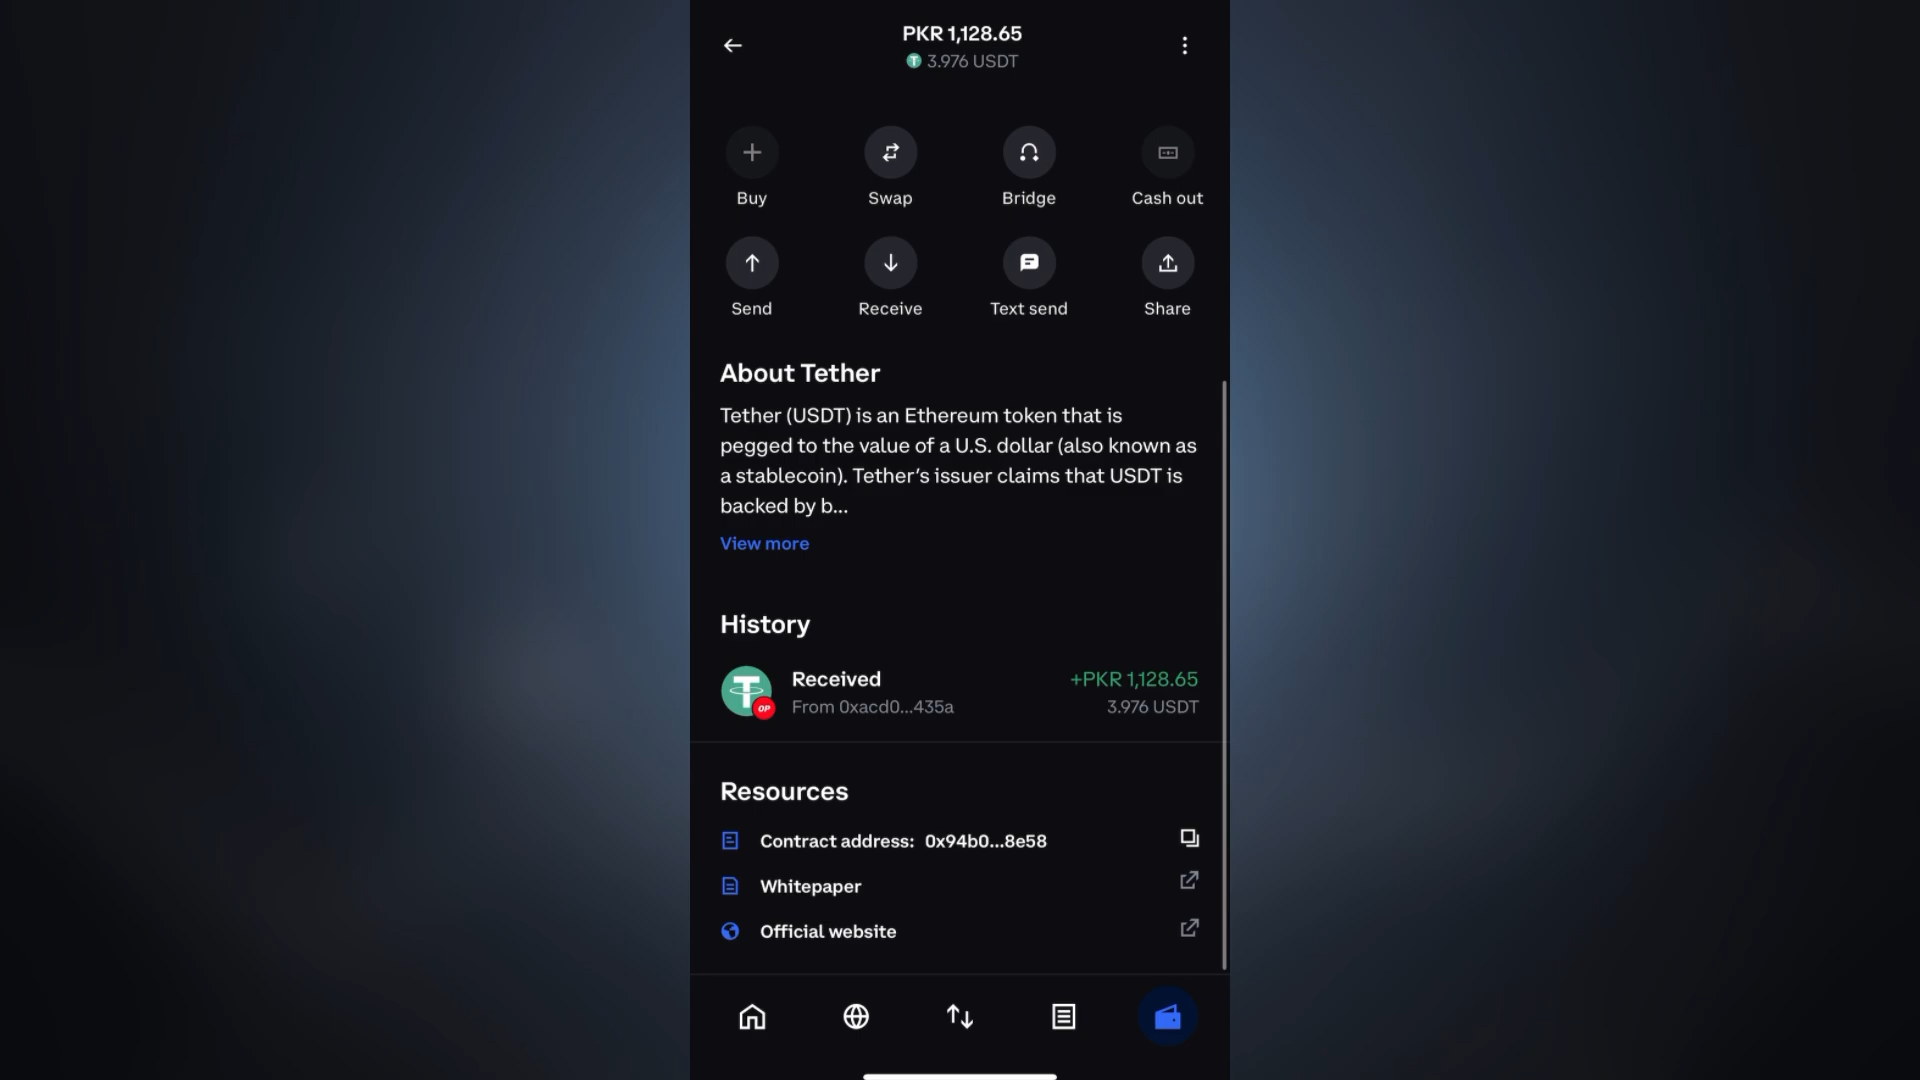 PKR 1,128.65
3.976 USDT
Buy
Swap
Bridge
Cash out
Send
Receive
Text send
Share
About Tether
Tether (USDT) is an Ethereum token that is
pegged to the value of a U.S. dollar (also known as
a stablecoin). Tether’s issuer claims that USDT is
backed by b...
View more
History
Received
+PKR 1,128.65
OP
From 0xacd0...435a
3.976 USDT
Resources
Contract address: 0x94b0...8e58
Whitepaper
Official website